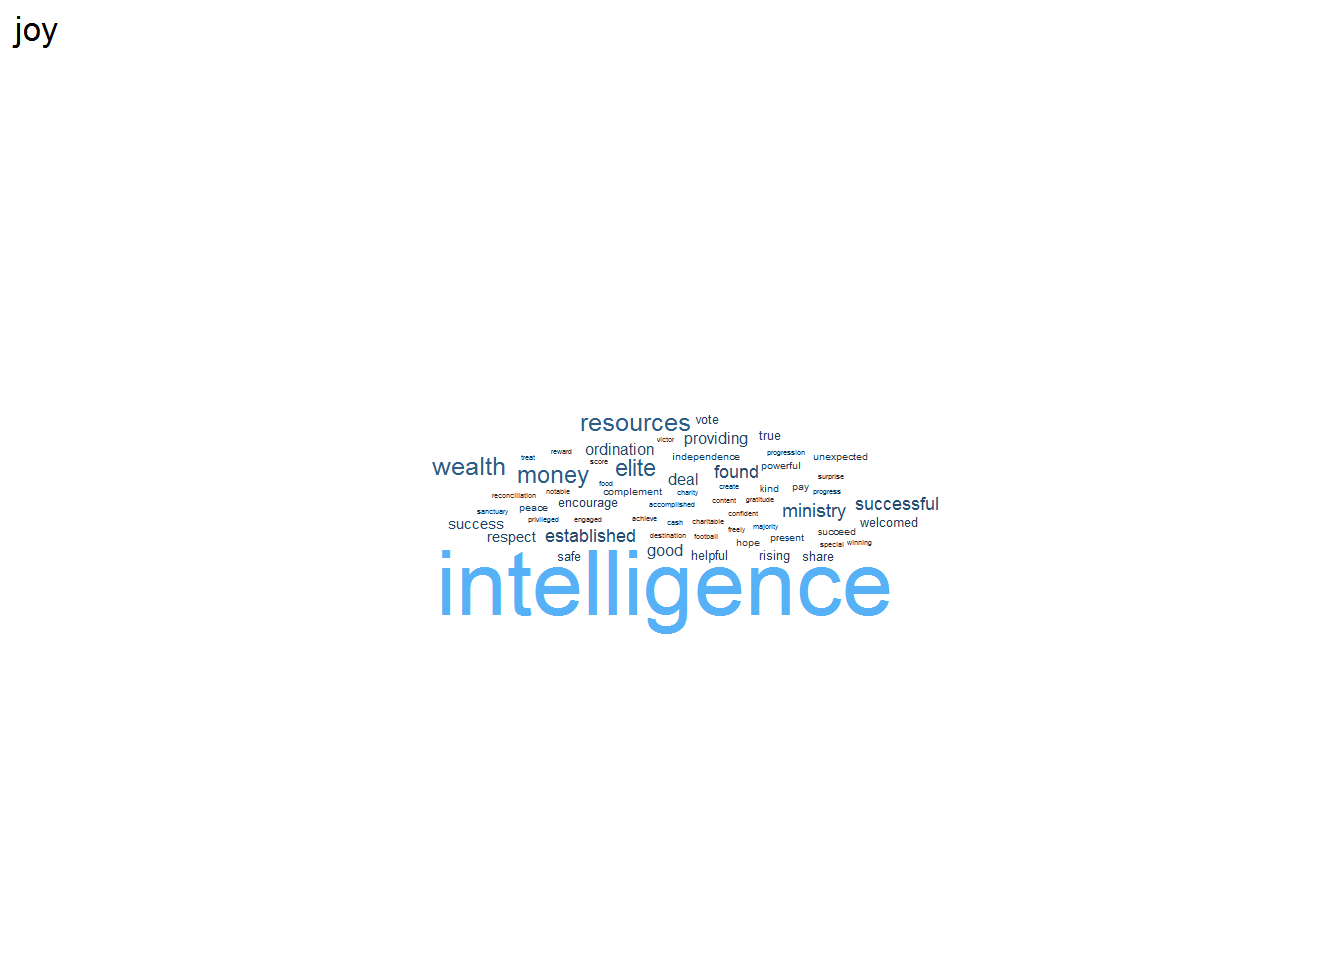 joy
resources vote
victor providing true
reward ordination independence progression unexpected
treat score
wealth money elite deal found powerful
food surprise
reconciliation notable complement charity create kind pay progress
sanctuary peace encourage accomplished content gratitude ministry successful
success privileged engaged achieve cash charitable confident freely majority welcomed
respect established destination football hope present succeed
special winning
safe good helpful rising share
intelligence